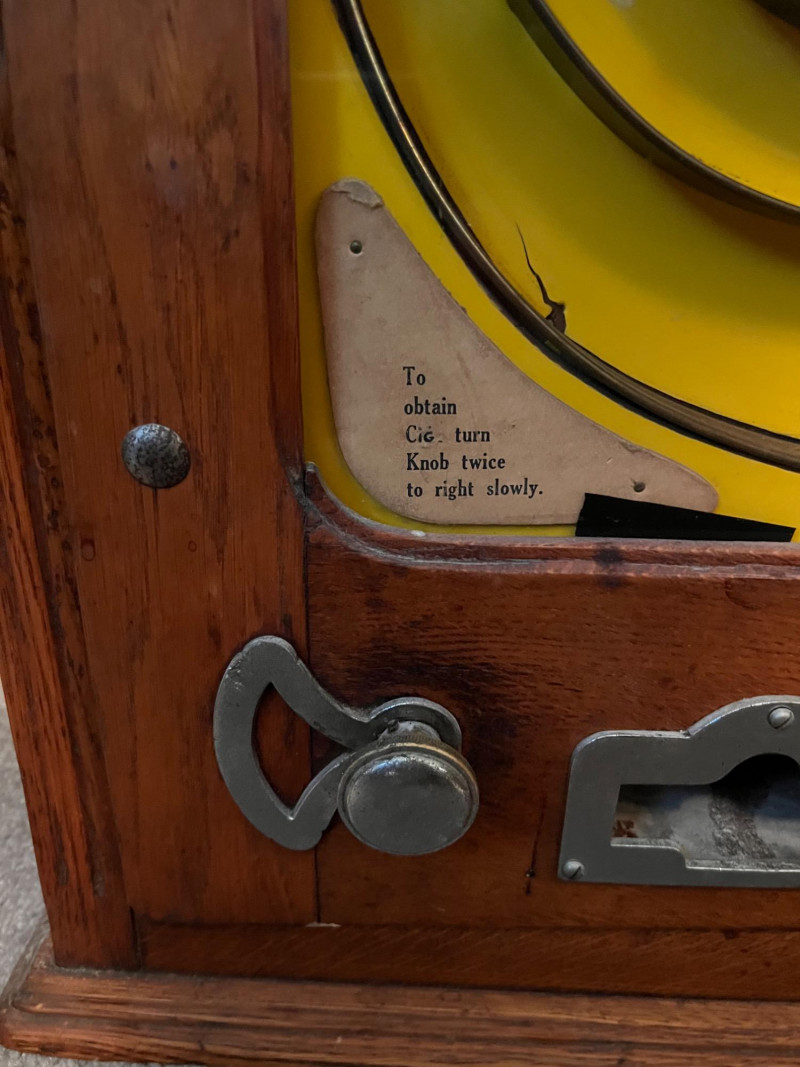 To
obtain
Cig. turn
Knob twice
to right slowly.